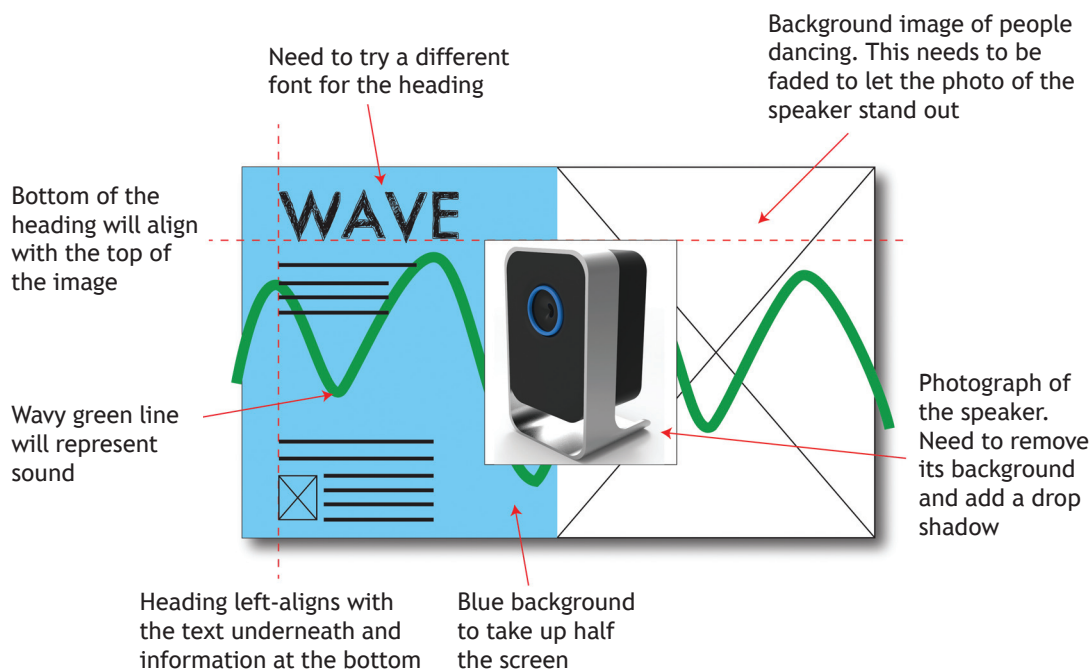 Background image of people
dancing. This needs to be
faded to let the photo of the
speaker stand out
Need to try a different
font for the heading
Bottom of the
heading will align
with the top of
the image
WAVE
Wavy green line
will represent
sound
Photograph of
the speaker.
Need to remove
its background
and add a drop
shadow
Heading left-aligns with
the text underneath and
information at the bottom
Blue background
to take up half
the screen